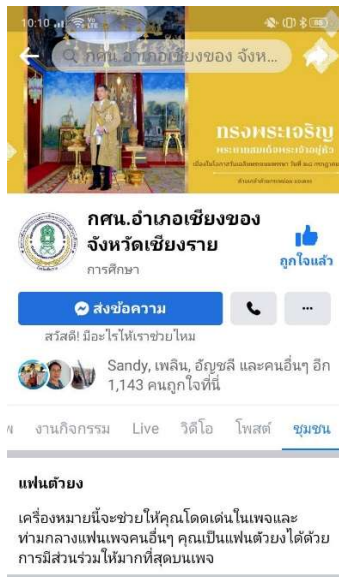 10:10
กศน.อำเภอเชียงของ จังห...
ทรงพระเจริญ
กศน.อำเภอเชียงของ
จังหวัดเชียงราย
การศึกษา
ถูกใจแล้ว
ส่งข้อความ
...
สวัสดี! มีอะไรให้เราช่วยไหม
Sandy, เพลิน, อัญชลี และคนอื่นๆ อีก
1,143 คนถูกใจที่นี่
งานกิจกรรม Live วิดีโอ โพสต์ ชุมชน
แฟนตัวยง
เครื่องหมายนี้จะช่วยให้คุณโดดเด่นในเพจและ
ท่ามกลางแฟนเพจคนอื่นๆ คุณเป็นแฟนตัวยงได้ด้วย
การมีส่วนร่วมให้มากที่สุดบนเพจ